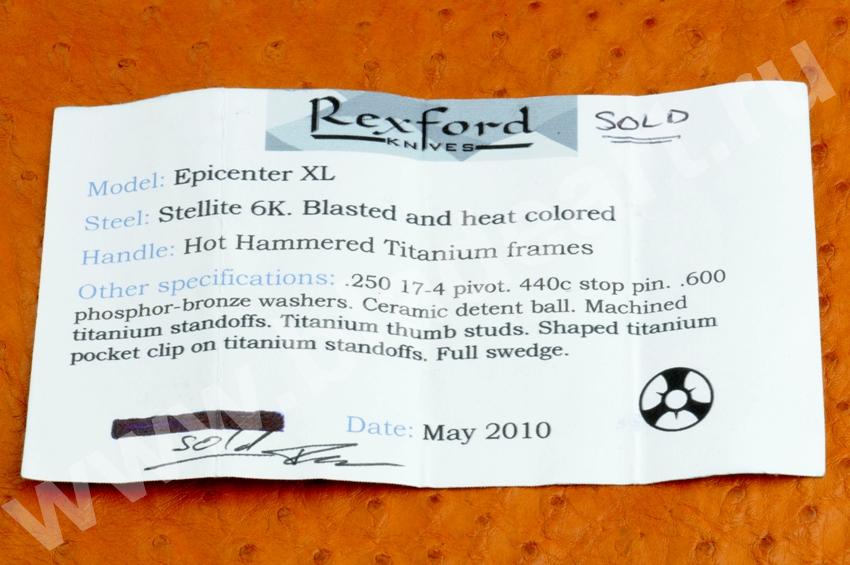 Rexford
KNIVES
SOLD
Model: Epicenter XL
Steel: Stellite 6K. Blasted and heat colored
Handle: Hot Hammered Titanium frames
Other specifications: .250 17-4 pivot. 440c stop pin. .600
phosphor-bronze washers. Ceramic detent ball. Machined
titanium standoffs. Titanium thumb studs. Shaped titanium
pocket clip on titanium standoffs. Full swedge.
sold
Date: May 2010